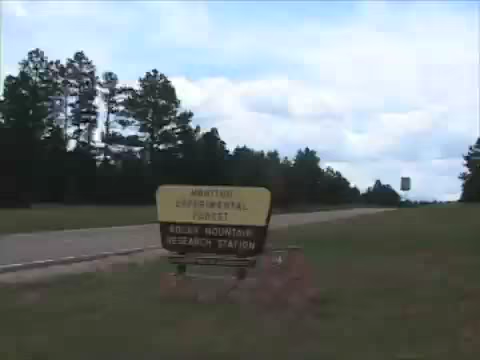 MANITOU
EXPERIMENTAL
FOREST
ROCKY MOUNTAIN
RESEARCH STATION